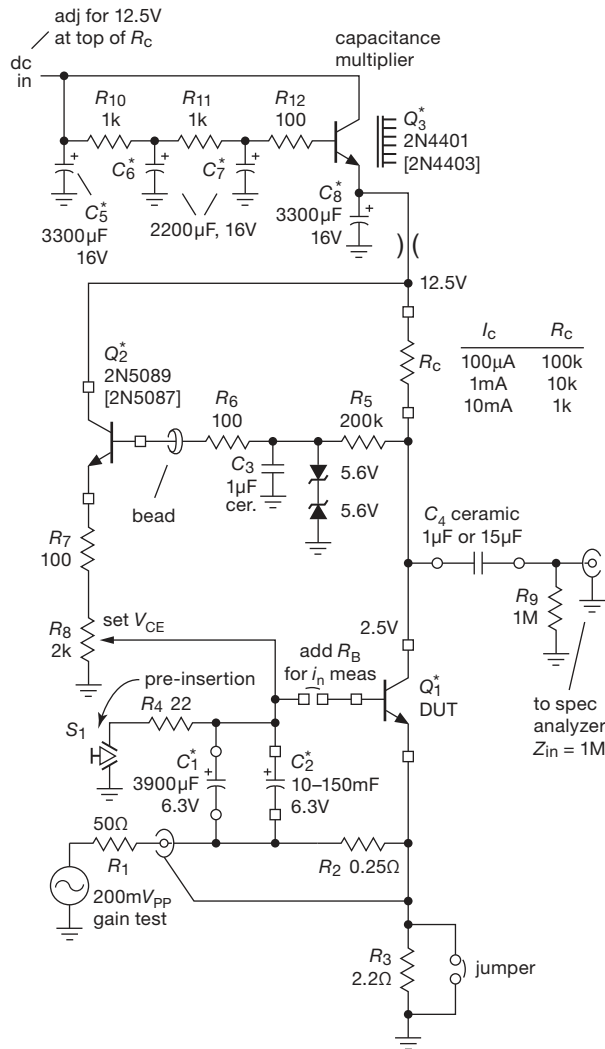 adj for 12.5V
at top of Rc
dc
in
capacitance
multiplier
R10
1k
R11
1k
R12
100
Q3*
2N4401
[2N4403]
C5*
3300µF
16V
C6*
C7*
2200µF, 16V
C8*
3300µF
16V
12.5V
Q2*
2N5089
[2N5087]
Rc
Ic Rc
100µA 100k
1mA 10k
10mA 1k
R6
100
R5
200k
bead
C3
1µF
cer.
5.6V
5.6V
R7
100
C4 ceramic
1µF or 15µF
R9
1M
R8
2k
set VCE
2.5V
add RB
for in meas
Q1*
DUT
to spec
analyzer
Zin = 1M
pre-insertion
S1
R4 22
C1*
3900µF
6.3V
C2*
10–150mF
6.3V
50Ω
R1
R2 0.25Ω
200mVPP
gain test
R3
2.2Ω
jumper